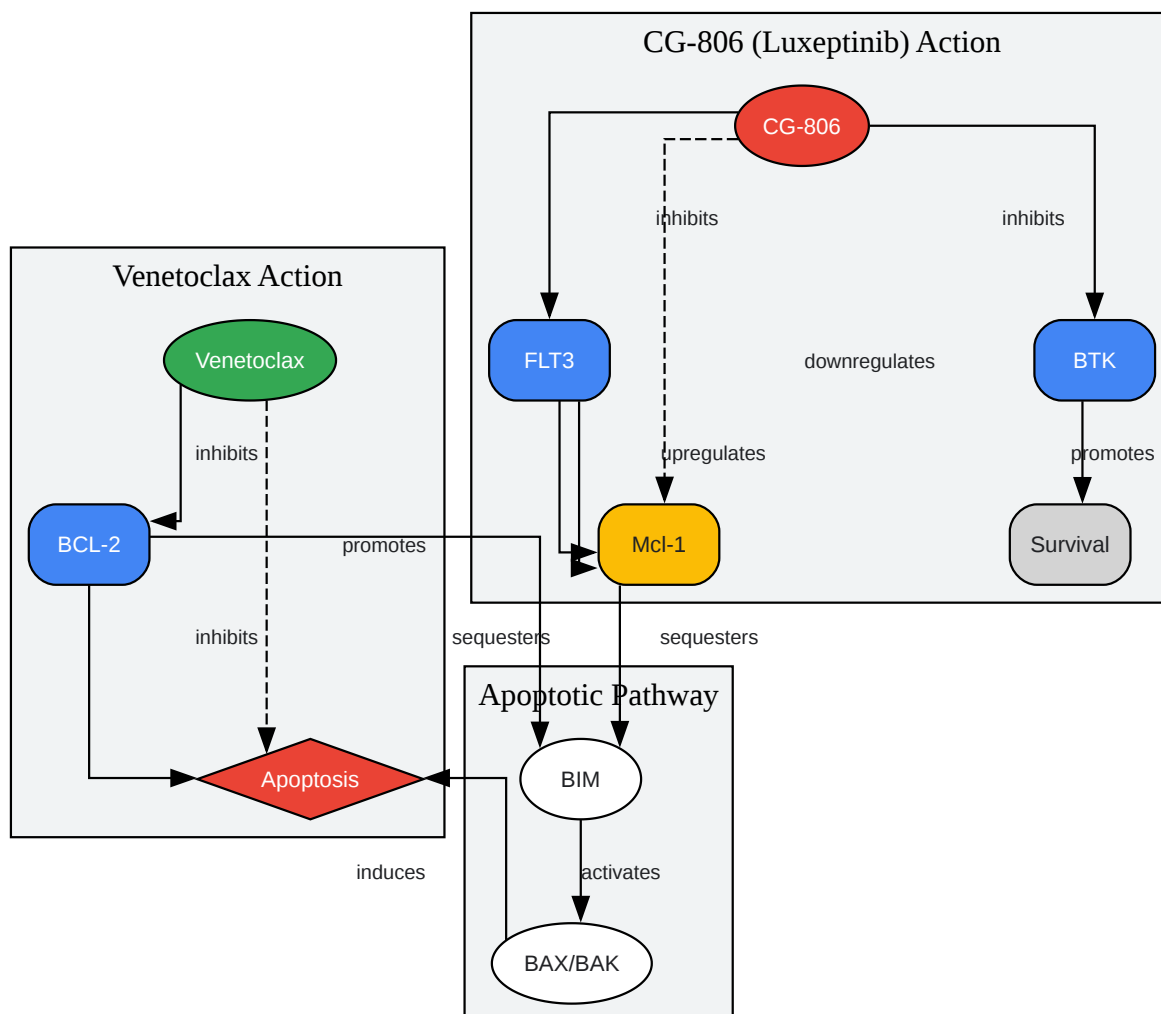 CG-806 (Luxeptinib) Action
CG-806
inhibits
inhibits
Venetoclax Action
Venetoclax
FLT3
downregulates
BTK
inhibits
upregulates
promotes
BCL-2
promotes
Mcl-1
Survival
inhibits
sequesters
sequesters
Apoptotic Pathway
Apoptosis
BIM
induces
activates
BAX/BAK